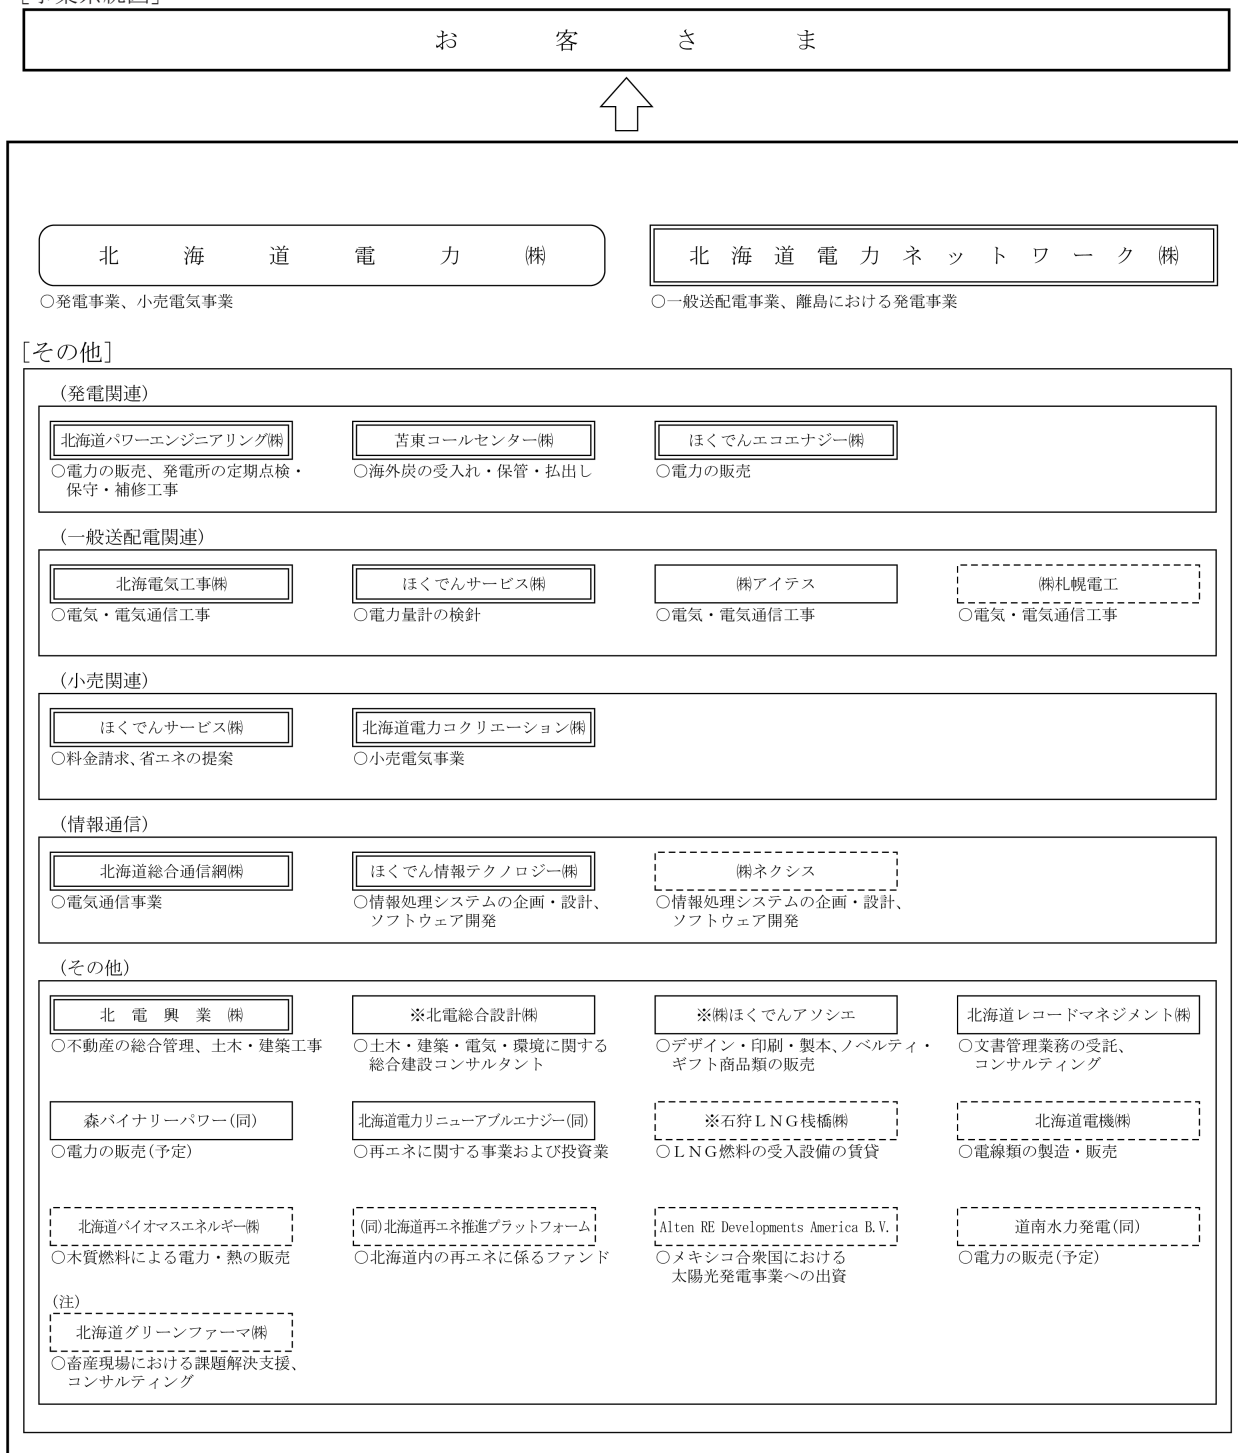 [事業系統図]
お客さま
北海道電力㈱
北海道電力ネットワーク㈱
○発電事業、小売電気事業
○一般送配電事業、離島における発電事業
[その他]
(発電関連)
北海道パワーエンジニアリング㈱
苫東コールセンター㈱
ほくでんエコエナジー㈱
○電力の販売、発電所の定期点検・
保守・補修工事
○海外炭の受入れ・保管・払出し
○電力の販売
(一般送配電関連)
北海電気工事㈱
ほくでんサービス㈱
㈱アイテス
㈱札幌電工
○電気・電気通信工事
○電力量計の検針
○電気・電気通信工事
○電気・電気通信工事
(小売関連)
ほくでんサービス㈱
北海道電力コクリエーション㈱
○料金請求、省エネの提案
○小売電気事業
(情報通信)
北海道総合通信網㈱
ほくでん情報テクノロジー㈱
㈱ネクシス
○電気通信事業
○情報処理システムの企画・設計、
ソフトウェア開発
○情報処理システムの企画・設計、
ソフトウェア開発
(その他)
北電興業㈱
※北電総合設計㈱
※㈱ほくでんアソシエ
北海道レコードマネジメント㈱
○不動産の総合管理、土木・建築工事
○土木・建築・電気・環境に関する
総合建設コンサルタント
○デザイン・印刷・製本、ノベルティ・
ギフト商品類の販売
○文書管理業務の受託、
コンサルティング
森バイナリーパワー(同)
北海道電力リニューアブルエナジー(同)
※石狩LNG桟橋㈱
北海道電機㈱
○電力の販売(予定)
○再エネに関する事業および投資業
○LNG燃料の受入設備の賃貸
○電線類の製造・販売
北海道バイオマスエネルギー㈱
(同)北海道再エネ推進プラットフォーム
Alten RE Developments America B.V.
道南水力発電(同)
○木質燃料による電力・熱の販売
○北海道内の再エネに係るファンド
○メキシコ合衆国における
太陽光発電事業への出資
○電力の販売(予定)
(注)
北海道グリーンファーマ㈱
○畜産現場における課題解決支援、
コンサルティング